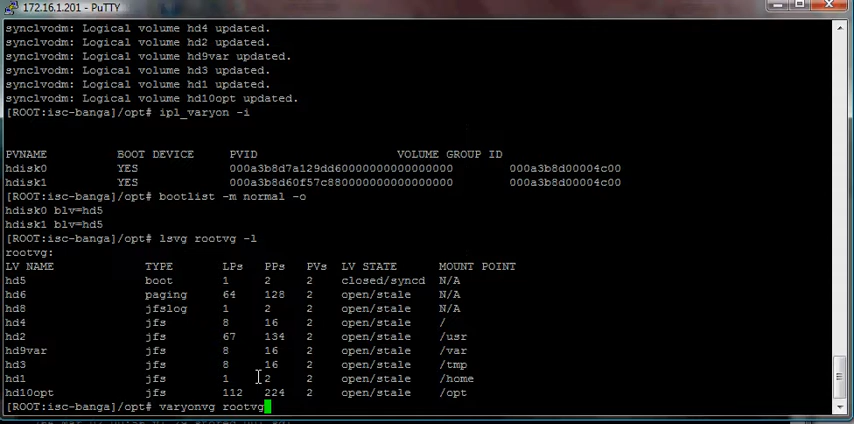 172.16.1.201 - PuTTY
synclvodm: Logical volume hd4 updated.
synclvodm: Logical volume hd2 updated.
synclvodm: Logical volume hd9var updated.
synclvodm: Logical volume hd3 updated.
synclvodm: Logical volume hd1 updated.
synclvodm: Logical volume hd10opt updated.
[ROOT:isc-banga]/opt# ipl_varyon -i
PVNAME BOOT DEVICE PVID VOLUME GROUP ID
hdisk0 YES 000a3b8d7a129dd60000000000000000 000a3b8d00004c00
hdisk1 YES 000a3b8d60f57c880000000000000000 000a3b8d00004c00
[ROOT:isc-banga]/opt# bootlist -m normal -o
hdisk0 blv=hd5
hdisk1 blv=hd5
[ROOT:isc-banga]/opt# lsvg rootvg -l
rootvg:
LV NAME TYPE LPs PPs PVs LV STATE MOUNT POINT
hd5 boot 1 2 2 closed/syncd N/A
hd6 paging 64 128 2 open/stale N/A
hd8 jfslog 1 2 2 open/stale N/A
hd4 jfs 8 16 2 open/stale /
hd2 jfs 67 134 2 open/stale /usr
hd9var jfs 8 16 2 open/stale /var
hd3 jfs 8 16 2 open/stale /tmp
hd1 jfs 1 2 2 open/stale /home
hd10opt jfs 112 224 2 open/stale /opt
[ROOT:isc-banga]/opt# varyonvg rootvg